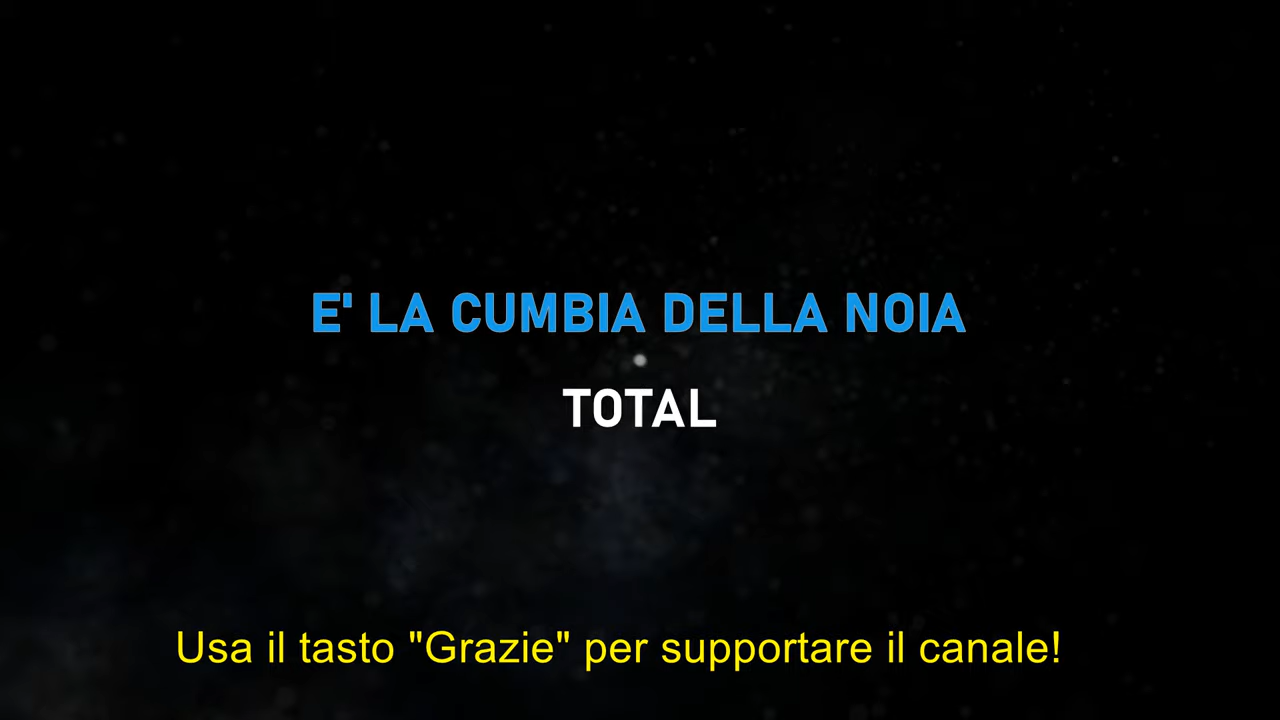 E' LA CUMBIA DELLA NOIA
TOTAL
Usa il tasto "Grazie" per supportare il canale!